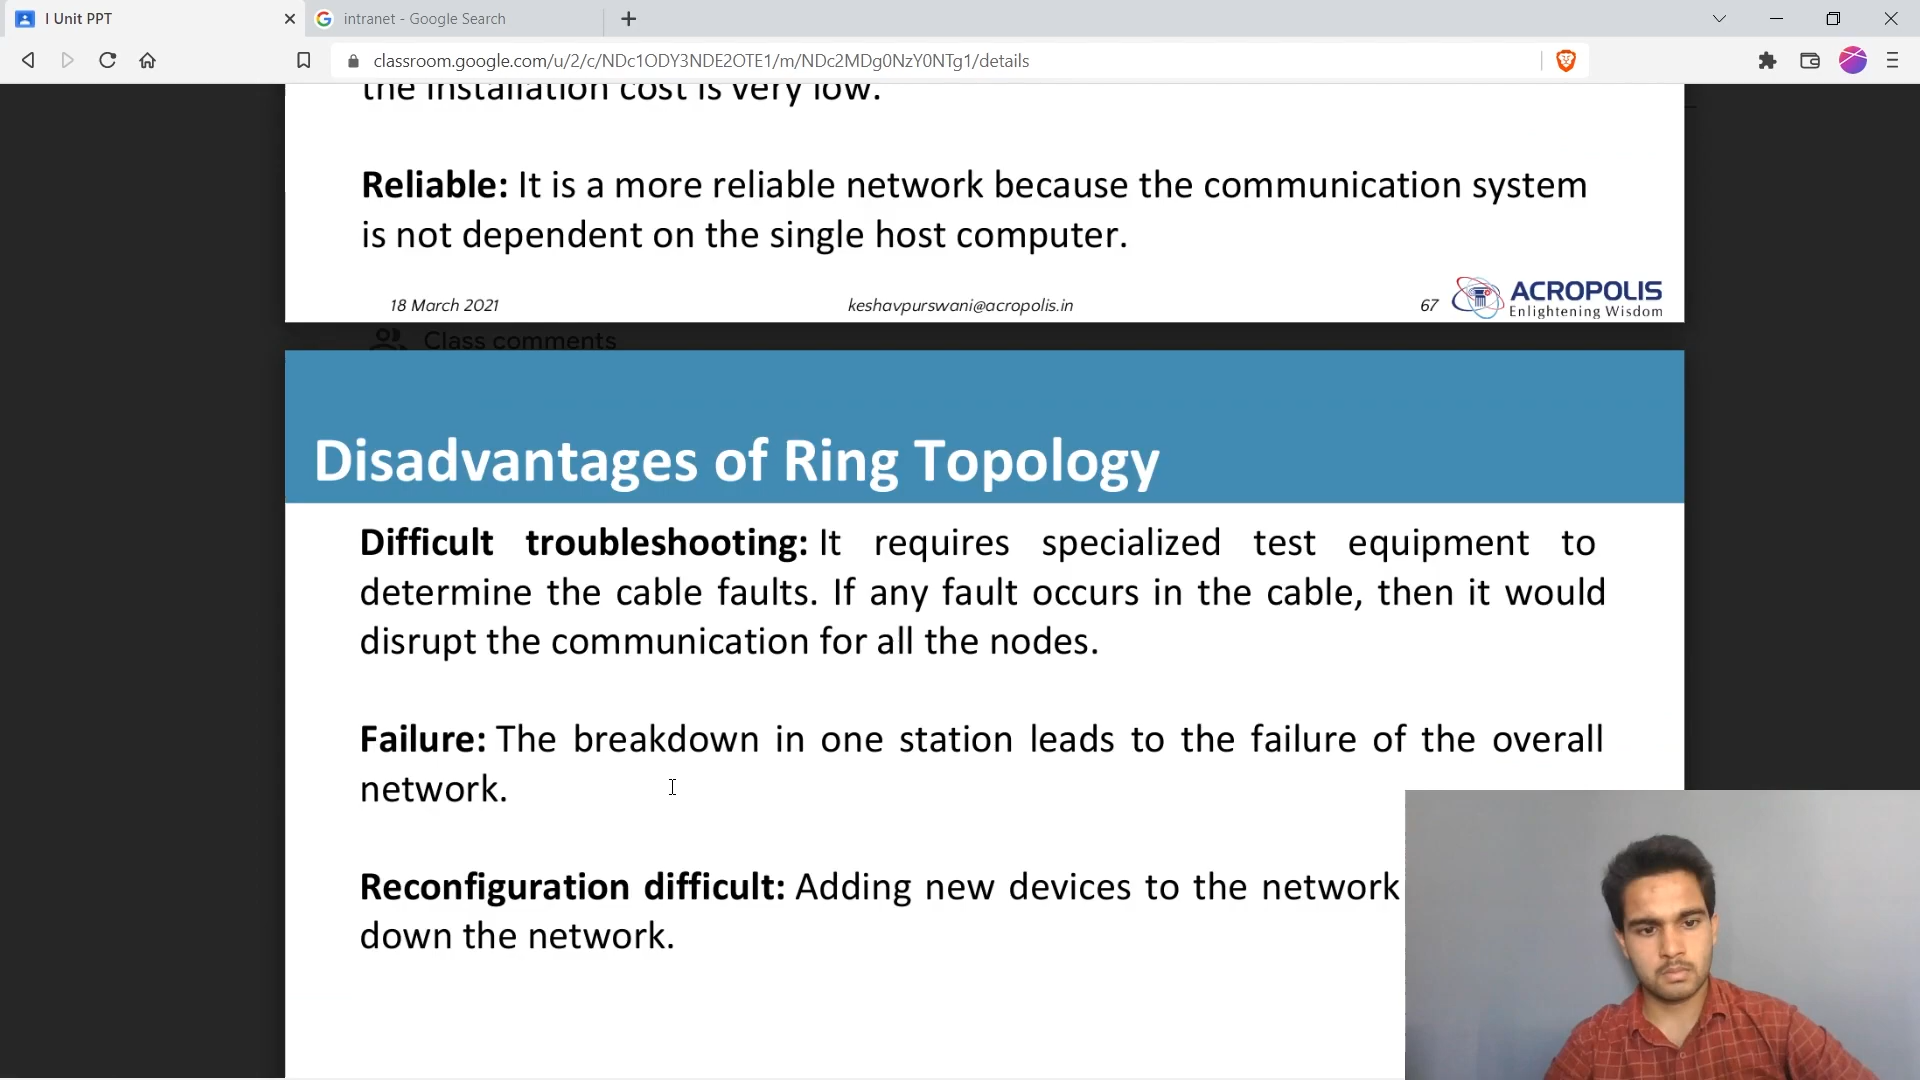 I Unit PPT
intranet - Google Search
classroom.google.com/u/2/c/NDc1ODY3NDE2OTE1/m/NDc2MDg0NzY0NTg1/details
the installation cost is very low.
Reliable: It is a more reliable network because the communication system
is not dependent on the single host computer.
18 March 2021
keshavpurswani@acropolis.in
67
ACROPOLIS
Enlightening Wisdom
Class comments
Disadvantages of Ring Topology
Difficult troubleshooting: It requires specialized test equipment to
determine the cable faults. If any fault occurs in the cable, then it would
disrupt the communication for all the nodes.
Failure: The breakdown in one station leads to the failure of the overall
network.
Reconfiguration difficult: Adding new devices to the network
down the network.